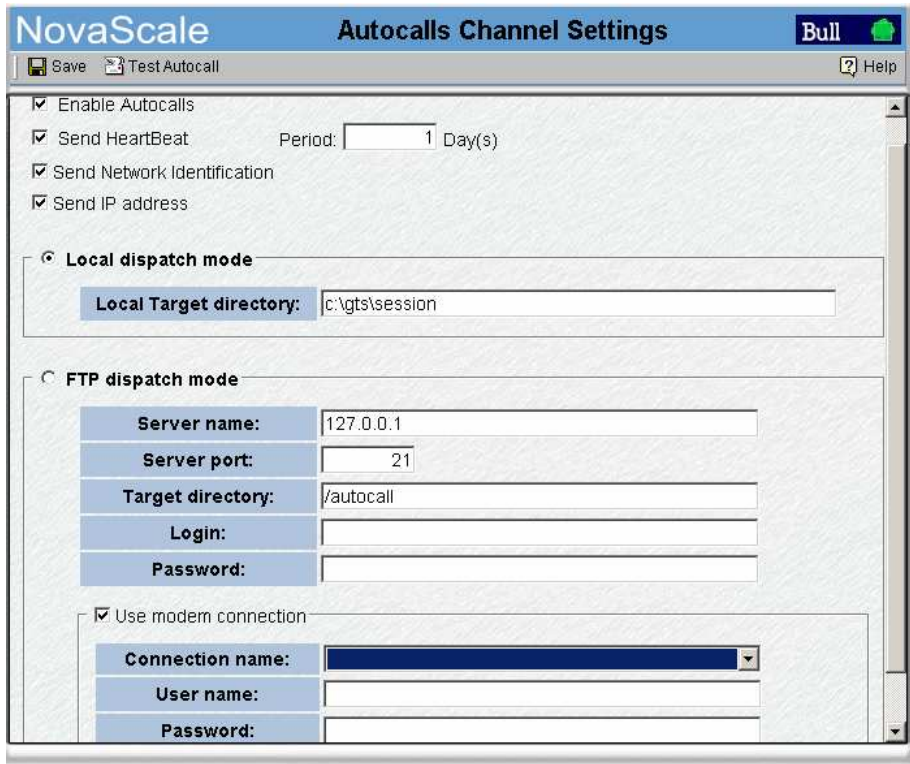 NovaScale Autocalls Channel Settings Bull
Save Test Autocall Help
Enable Autocalls
Send HeartBeat Period: 1 Day(s)
Send Network Identification
Send IP address
Local dispatch mode
Local Target directory: c:\gts\session
FTP dispatch mode
Server name: 127.0.0.1
Server port: 21
Target directory: /autocall
Login:
Password:
Use modem connection
Connection name:
User name:
Password: